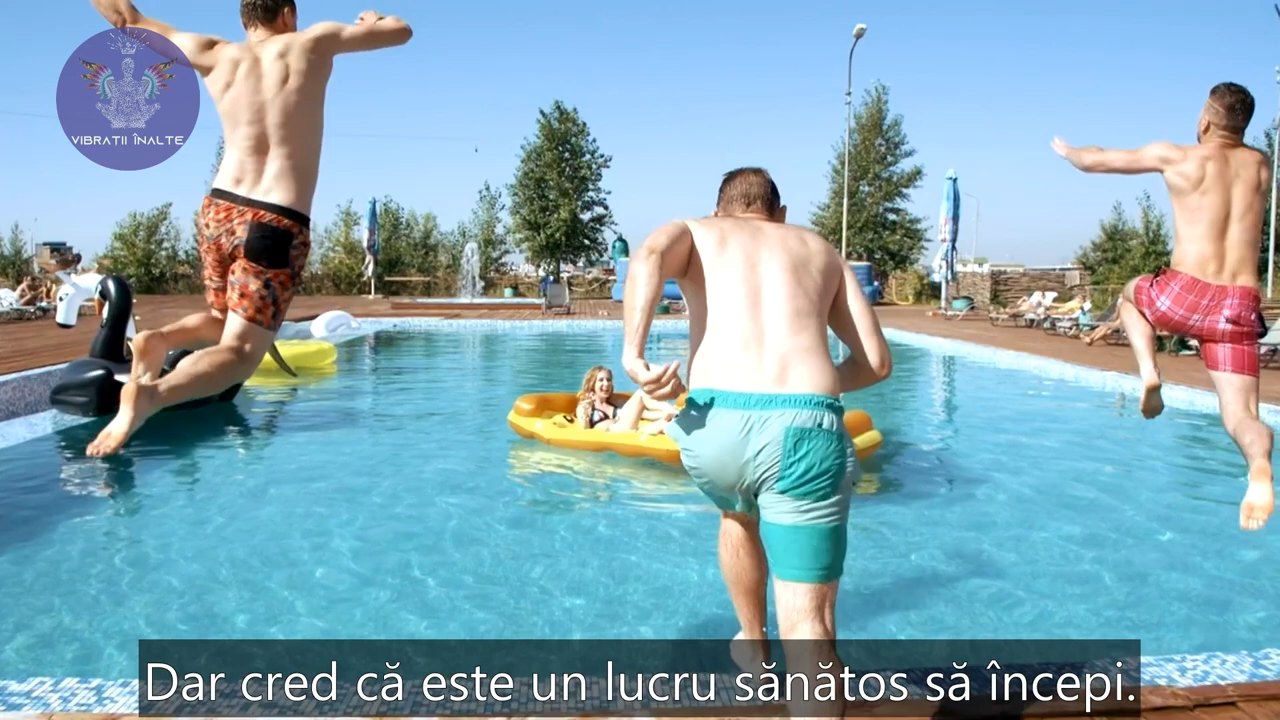 VIBRATII ÎNALTE
Dar cred că este un lucru sănătos să începi.